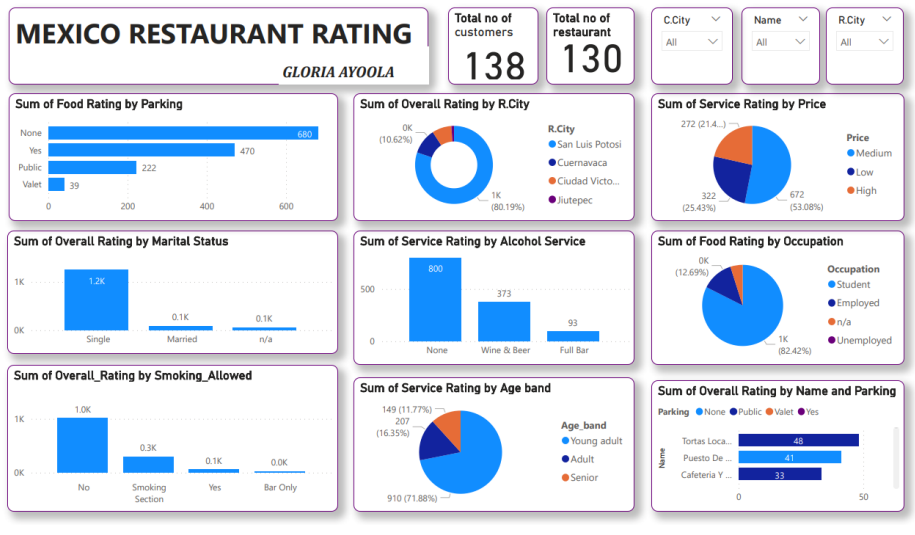 MEXICO RESTAURANT RATING
GLORIA AYOOLA
Total no of
customers
138
Total no of
restaurant
130
C.City
All
Name
All
R.City
All
Sum of Food Rating by Parking
None
680
Yes
470
Public
222
Valet
39
0
200
400
600
Sum of Overall Rating by R.City
0K
(10.62%)
1K
(80.19%)
R.City
San Luis Potosi
Cuernavaca
Ciudad Victo...
Jiutepec
Sum of Service Rating by Price
272 (21.4...)
322
(25.43%)
672
(53.08%)
Price
Medium
Low
High
Sum of Overall Rating by Marital Status
1K
0K
1.2K
0.1K
0.1K
Single
Married
n/a
Sum of Service Rating by Alcohol Service
500
0
800
373
93
None
Wine & Beer
Full Bar
Sum of Food Rating by Occupation
0K
(12.69%)
1K
(82.42%)
Occupation
Student
Employed
n/a
Unemployed
Sum of Overall_Rating by Smoking_Allowed
1K
0K
1.0K
0.3K
0.1K
0.0K
No
Smoking
Section
Yes
Bar Only
Sum of Service Rating by Age band
149 (11.77%)
207
(16.35%)
910 (71.88%)
Age_band
Young adult
Adult
Senior
Sum of Overall Rating by Name and Parking
Parking
None
Public
Valet
Yes
Name
Tortas Loca...
48
Puesto De ...
41
Cafeteria Y ...
33
0
50